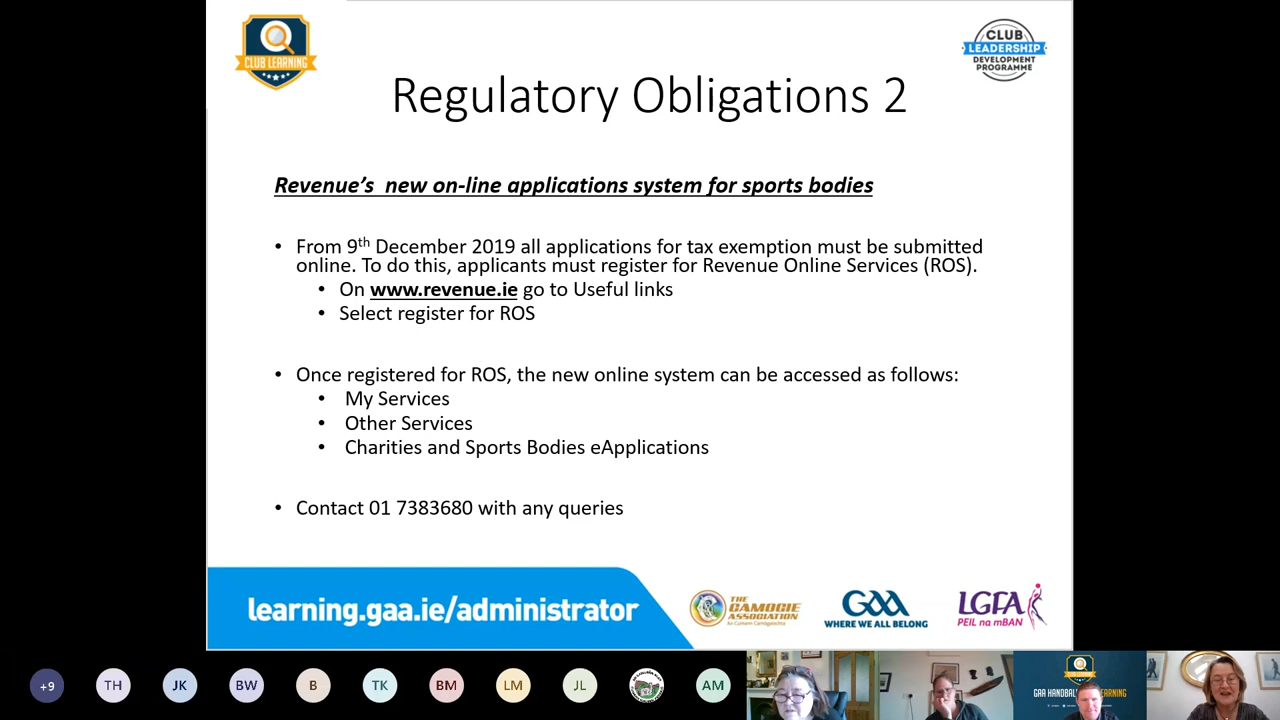 CLUB LEARNING
CLUB
LEADERSHIP
DEVELOPMENT
PROGRAMME
Regulatory Obligations 2
Revenue's new on-line applications system for sports bodies
• From 9th December 2019 all applications for tax exemption must be submitted
online. To do this, applicants must register for Revenue Online Services (ROS).
• On www.revenue.ie go to Useful links
• Select register for ROS
• Once registered for ROS, the new online system can be accessed as follows:
• My Services
• Other Services
• Charities and Sports Bodies eApplications
• Contact 01 7383680 with any queries
learning.gaa.ie/administrator
THE
CAMOGIE
ASSOCIATION
An Cumann Camógaíochta
GAA
WHERE WE ALL BELONG
LGFA
PEIL na mBAN
+9 TH JK BW B TK BM LM JL AM